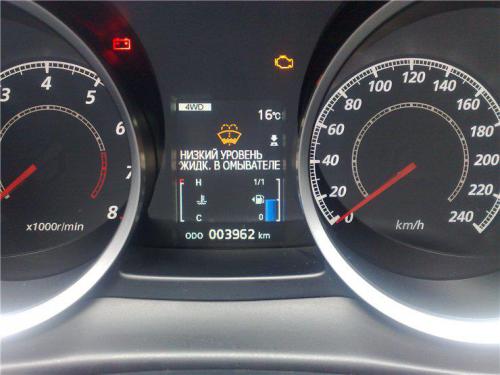 4WD
16°C
НИЗКИЙ УРОВЕНЬ
ЖИДК. В ОМЫВАТЕЛЕ
H 1/1
C 0
ODO 003962 km
4 5 6 7 8
x1000r/min
0 20 40 60 80 100 120 140 160 180 200 220 240
km/h